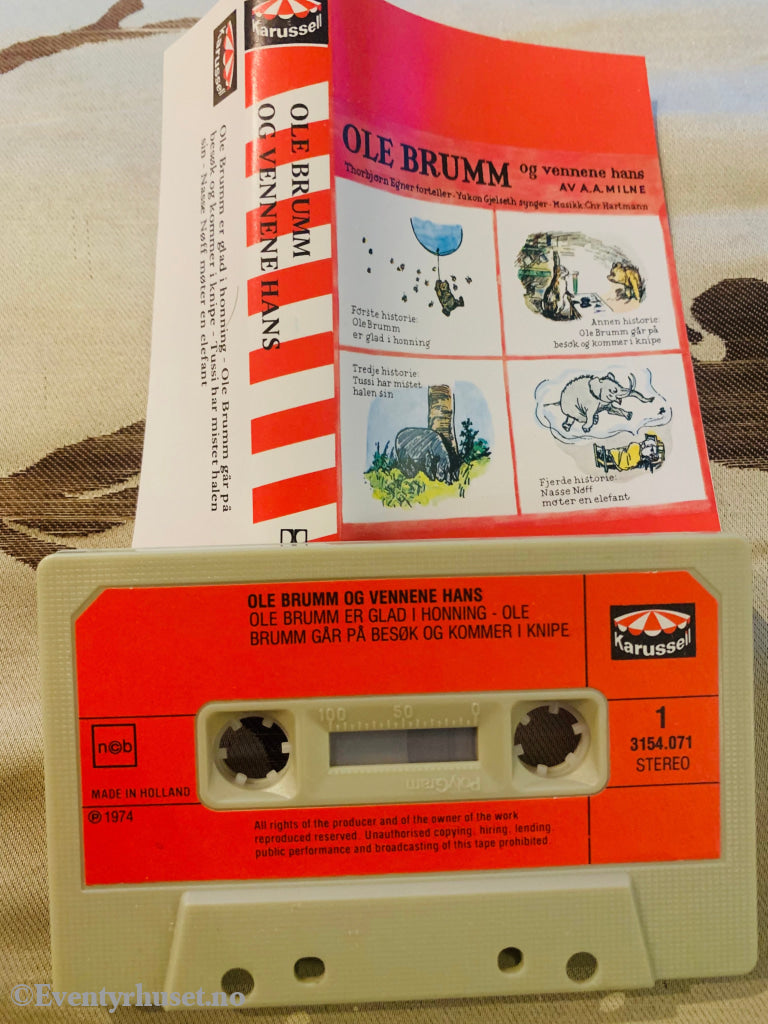 Karussell
Ole Brumm er glad i honning - Ole Brumm går på
besøk og kommer i knipe - Tussi har mistet halen
sin - Nasse Nøff møter en elefant
Karussell
OLE BRUMM
OG VENNENE HANS
OLE BRUMM og vennene hans
AV A.A. MILNE
Thorbjørn Egner forteller · Yukon Gjelseth synger · Musikk: Chr. Hartmann
Første historie:
Ole Brumm
er glad i honning
Annen historie:
Ole Brumm går på
besøk og kommer i knipe
Tredje historie:
Tussi har mistet
halen sin
Fjerde historie:
Nasse Nøff
møter en elefant
OLE BRUMM OG VENNENE HANS
OLE BRUMM ER GLAD I HONNING - OLE
BRUMM GÅR PÅ BESØK OG KOMMER I KNIPE
Karussell
100 50 0
PolyGram
1
3154.071
STEREO
n©b
MADE IN HOLLAND
℗ 1974
All rights of the producer and of the owner of the work
reproduced reserved. Unauthorised copying, hiring, lending,
public performance and broadcasting of this tape prohibited.
©Eventyrhuset.no